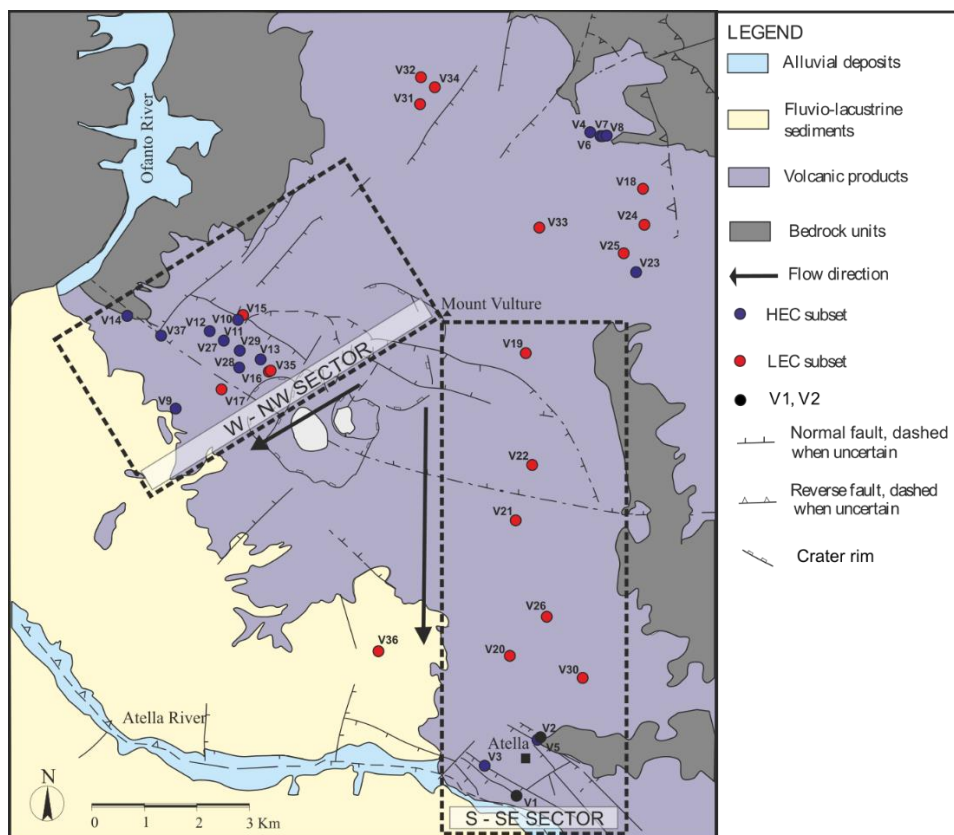 V32
V34
V31
V4
V7
V8
V6
Ofanto River
V18
V24
V33
V25
V23
V15
V10
V14
V12
V11
V37
V27
V29
V13
V28
V16
V35
V17
V9
Mount Vulture
W - NW SECTOR
V19
V22
V21
V26
V36
V20
V30
Atella River
V2
Atella
V5
V3
V1
S - SE SECTOR
N
0 1 2 3 Km
LEGEND
Alluvial deposits
Fluvio-lacustrine
sediments
Volcanic products
Bedrock units
Flow direction
HEC subset
LEC subset
V1, V2
Normal fault, dashed
when uncertain
Reverse fault, dashed
when uncertain
Crater rim